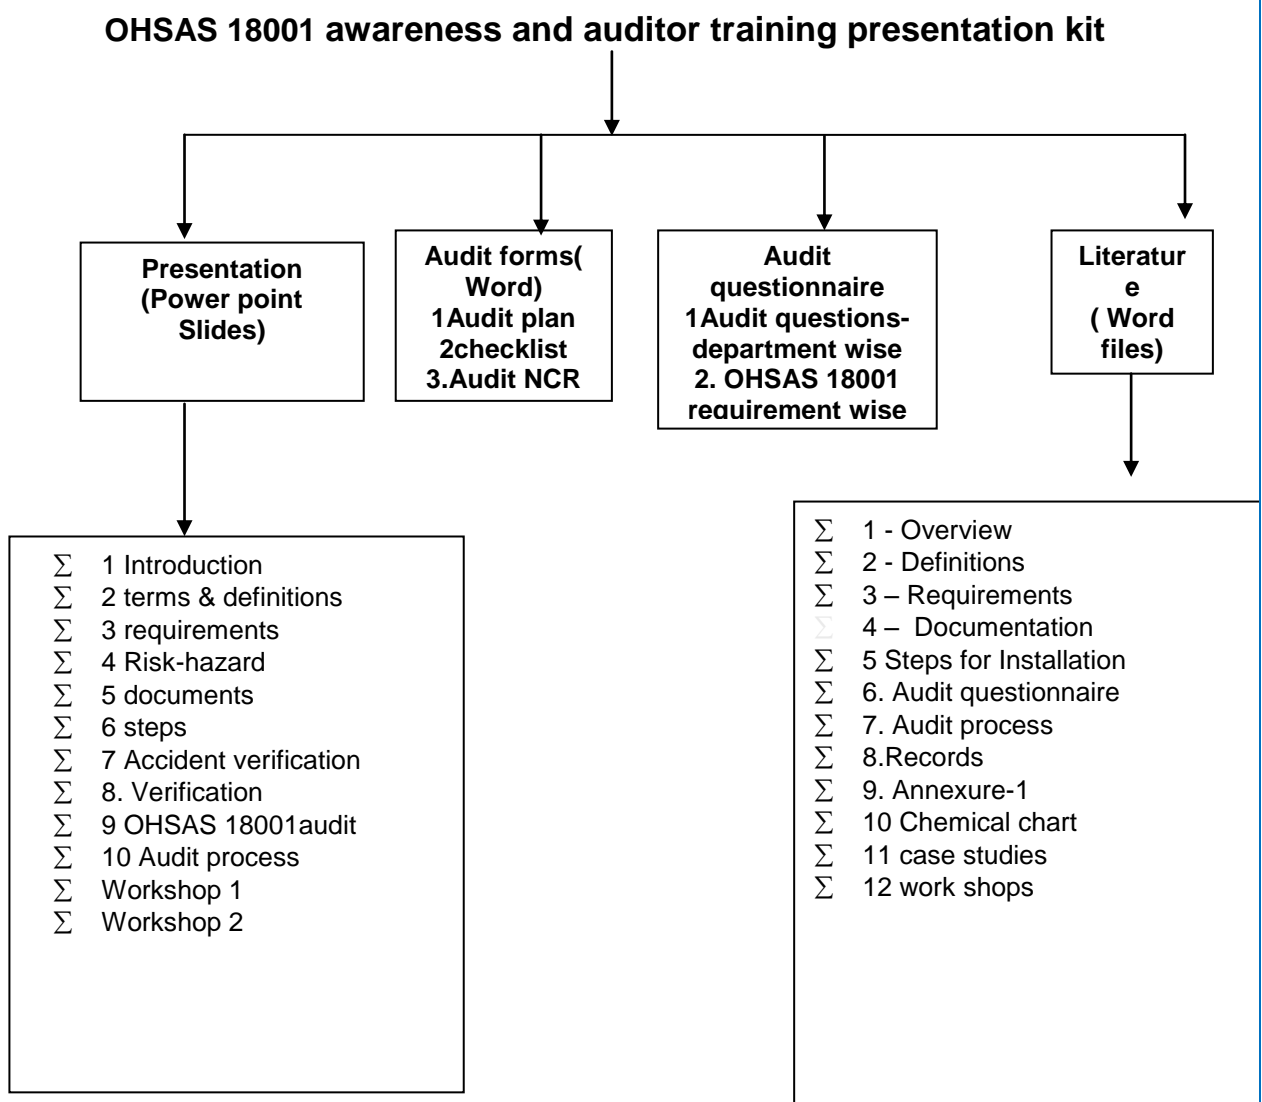 OHSAS 18001 awareness and auditor training presentation kit
Presentation
(Power point
Slides)
Audit forms(
Word)
1Audit plan
2checklist
3.Audit NCR
Audit
questionnaire
1Audit questions-
department wise
2. OHSAS 18001
requirement wise
Literatur
e
( Word
files)
∑ 1 Introduction
∑ 2 terms & definitions
∑ 3 requirements
∑ 4 Risk-hazard
∑ 5 documents
∑ 6 steps
∑ 7 Accident verification
∑ 8. Verification
∑ 9 OHSAS 18001audit
∑ 10 Audit process
∑ Workshop 1
∑ Workshop 2
∑ 1 - Overview
∑ 2 - Definitions
∑ 3 – Requirements
∑ 4 – Documentation
∑ 5 Steps for Installation
∑ 6. Audit questionnaire
∑ 7. Audit process
∑ 8.Records
∑ 9. Annexure-1
∑ 10 Chemical chart
∑ 11 case studies
∑ 12 work shops